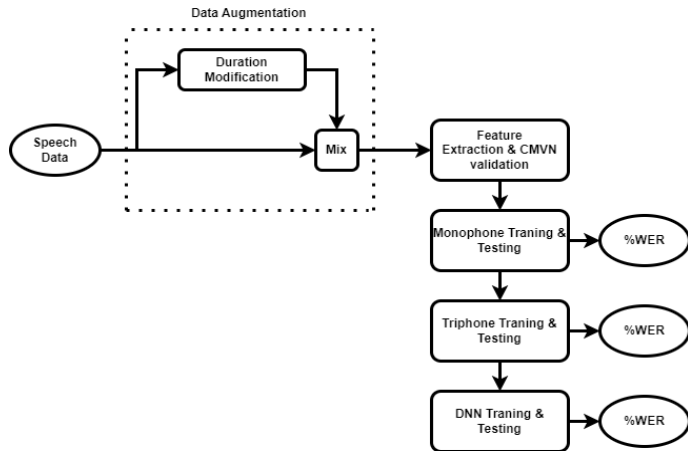 Data Augmentation
Duration
Modification
Speech
Data
Mix
Feature
Extraction & CMVN
validation
Monophone Traning &
Testing
%WER
Triphone Traning &
Testing
%WER
DNN Traning &
Testing
%WER